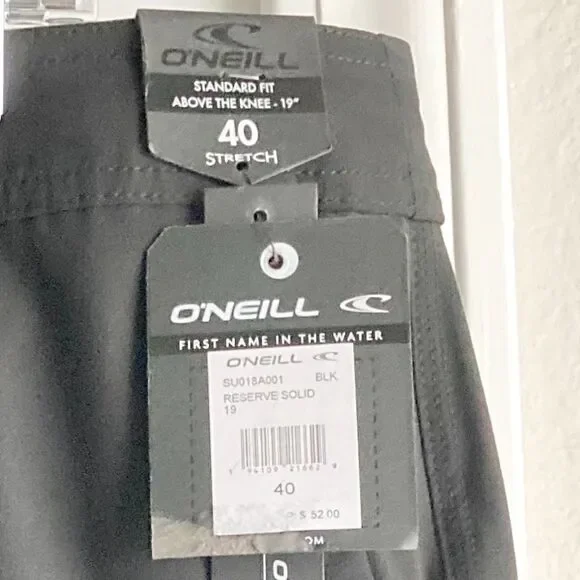 O'NEILL
STANDARD FIT
ABOVE THE KNEE - 19"
40
STRETCH
O'NEILL
FIRST NAME IN THE WATER
O'NEILL
SU018A001 BLK
RESERVE SOLID
19
40
$ 52.00
OM
O